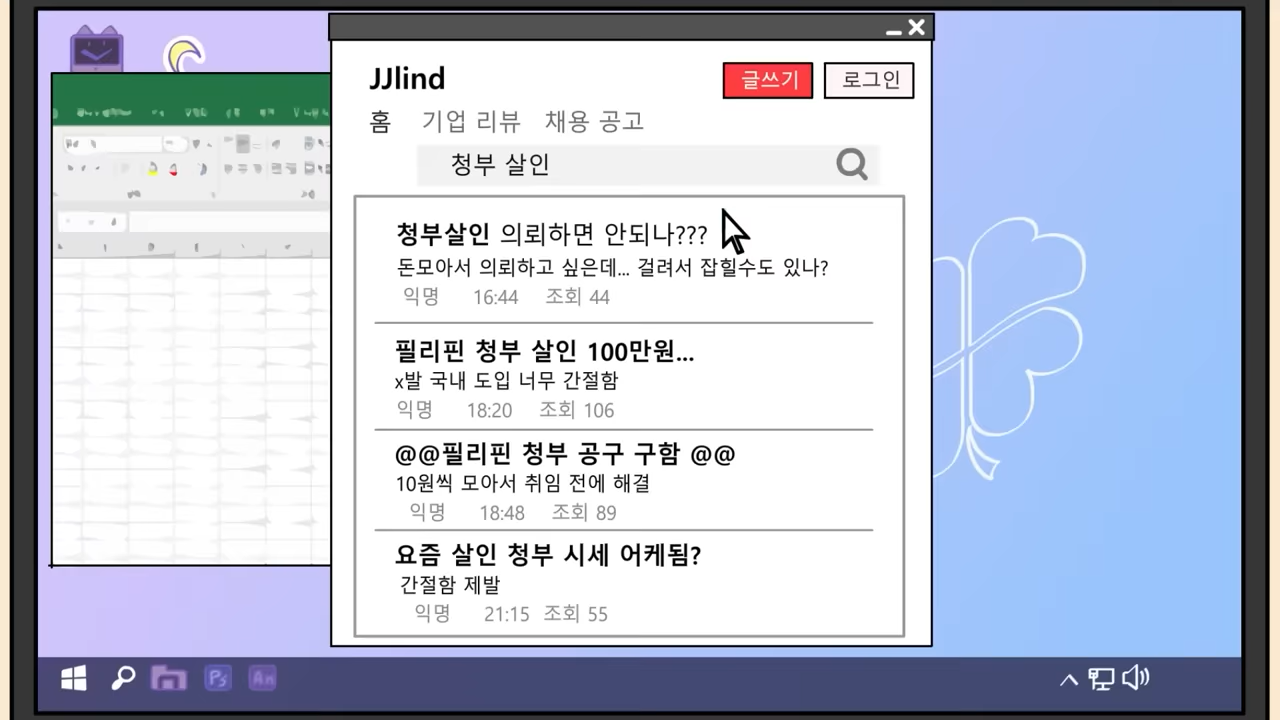 JJlind
글쓰기
로그인
홈 기업 리뷰 채용 공고
청부 살인
청부살인 의뢰하면 안되나???
돈모아서 의뢰하고 싶은데... 걸려서 잡힐수도 있나?
익명 16:44 조회 44
필리핀 청부 살인 100만원...
x발 국내 도입 너무 간절함
익명 18:20 조회 106
@@필리핀 청부 공구 구함 @@
10원씩 모아서 취임 전에 해결
익명 18:48 조회 89
요즘 살인 청부 시세 어케됨?
간절함 제발
익명 21:15 조회 55
Ps
An